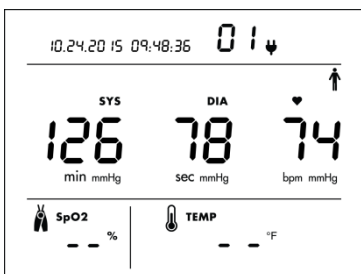 10.24.2015 09:48:36 01
SYS DIA
126 78 74
min mmHg sec mmHg bpm mmHg
SpO2 TEMP
-- % -- °F